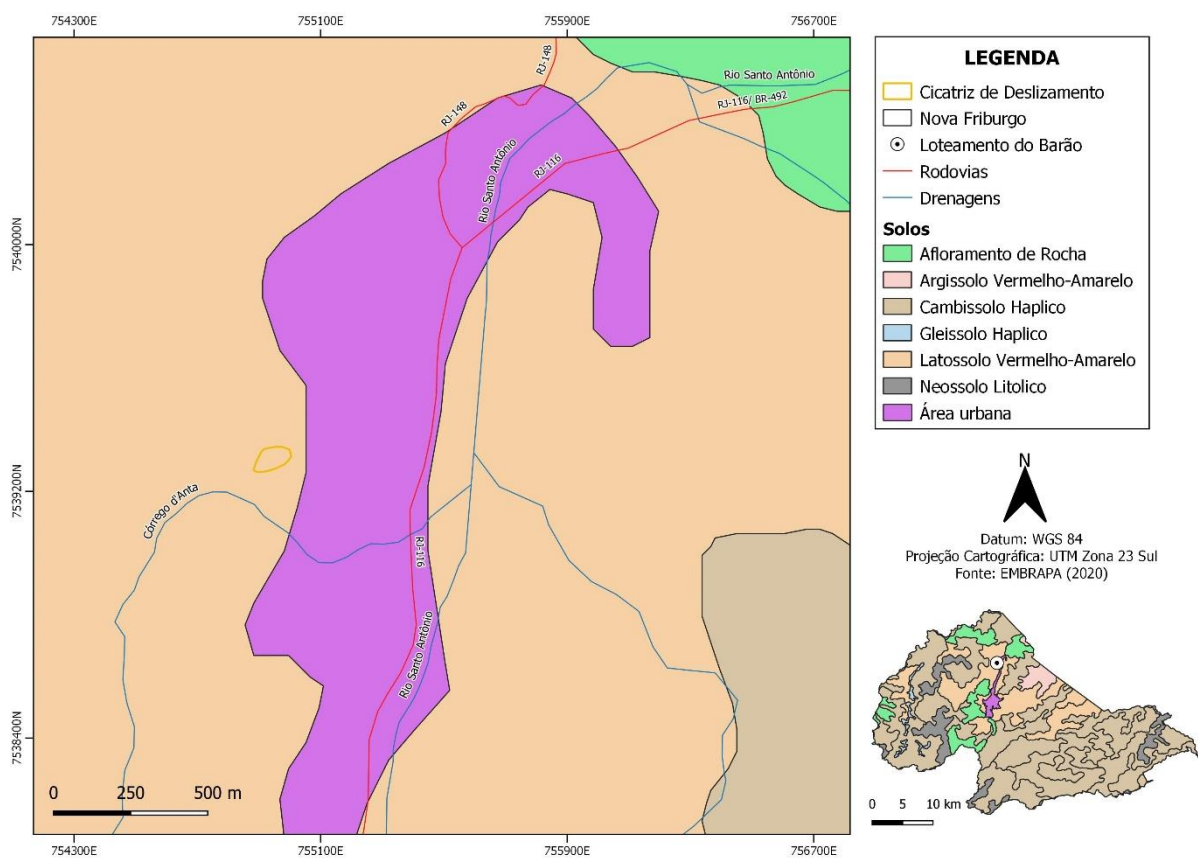 754300E
755100E
755900E
756700E
RJ-148
Rio Santo Antônio
RJ-116/ BR-492
RJ-148
Rio Santo Antônio
RJ-116
7540000N
7539200N
7538400N
Córrego d'Anta
RJ-116
Rio Santo Antônio
0 250 500 m
754300E
755100E
755900E
756700E
LEGENDA
Cicatriz de Deslizamento
Nova Friburgo
Loteamento do Barão
Rodovias
Drenagens
Solos
Afloramento de Rocha
Argissolo Vermelho-Amarelo
Cambissolo Haplico
Gleissolo Haplico
Latossolo Vermelho-Amarelo
Neossolo Litolico
Área urbana
N
Datum: WGS 84
Projeção Cartográfica: UTM Zona 23 Sul
Fonte: EMBRAPA (2020)
0 5 10 km